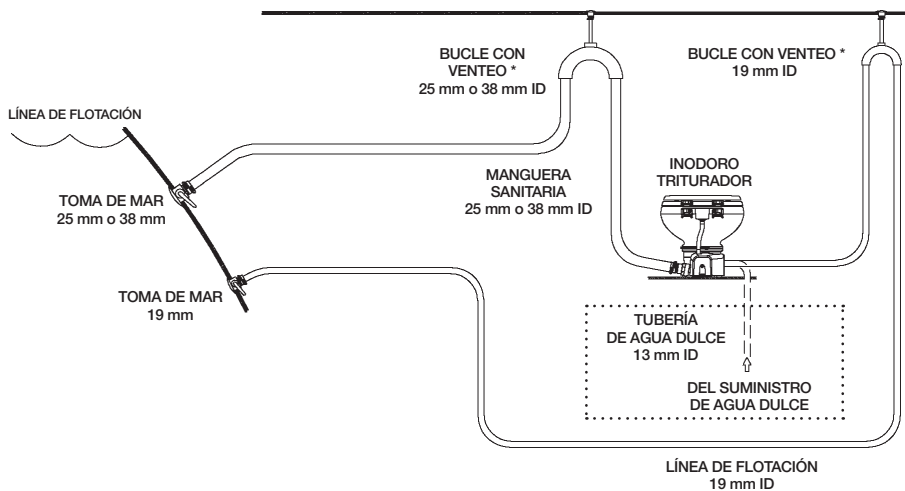 BUCLE CON
VENTEO *
25 mm o 38 mm ID
BUCLE CON VENTEO *
19 mm ID
LÍNEA DE FLOTACIÓN
TOMA DE MAR
25 mm o 38 mm
MANGUERA
SANITARIA
25 mm o 38 mm ID
INODORO
TRITURADOR
TOMA DE MAR
19 mm
TUBERÍA
DE AGUA DULCE
13 mm ID
DEL SUMINISTRO
DE AGUA DULCE
LÍNEA DE FLOTACIÓN
19 mm ID